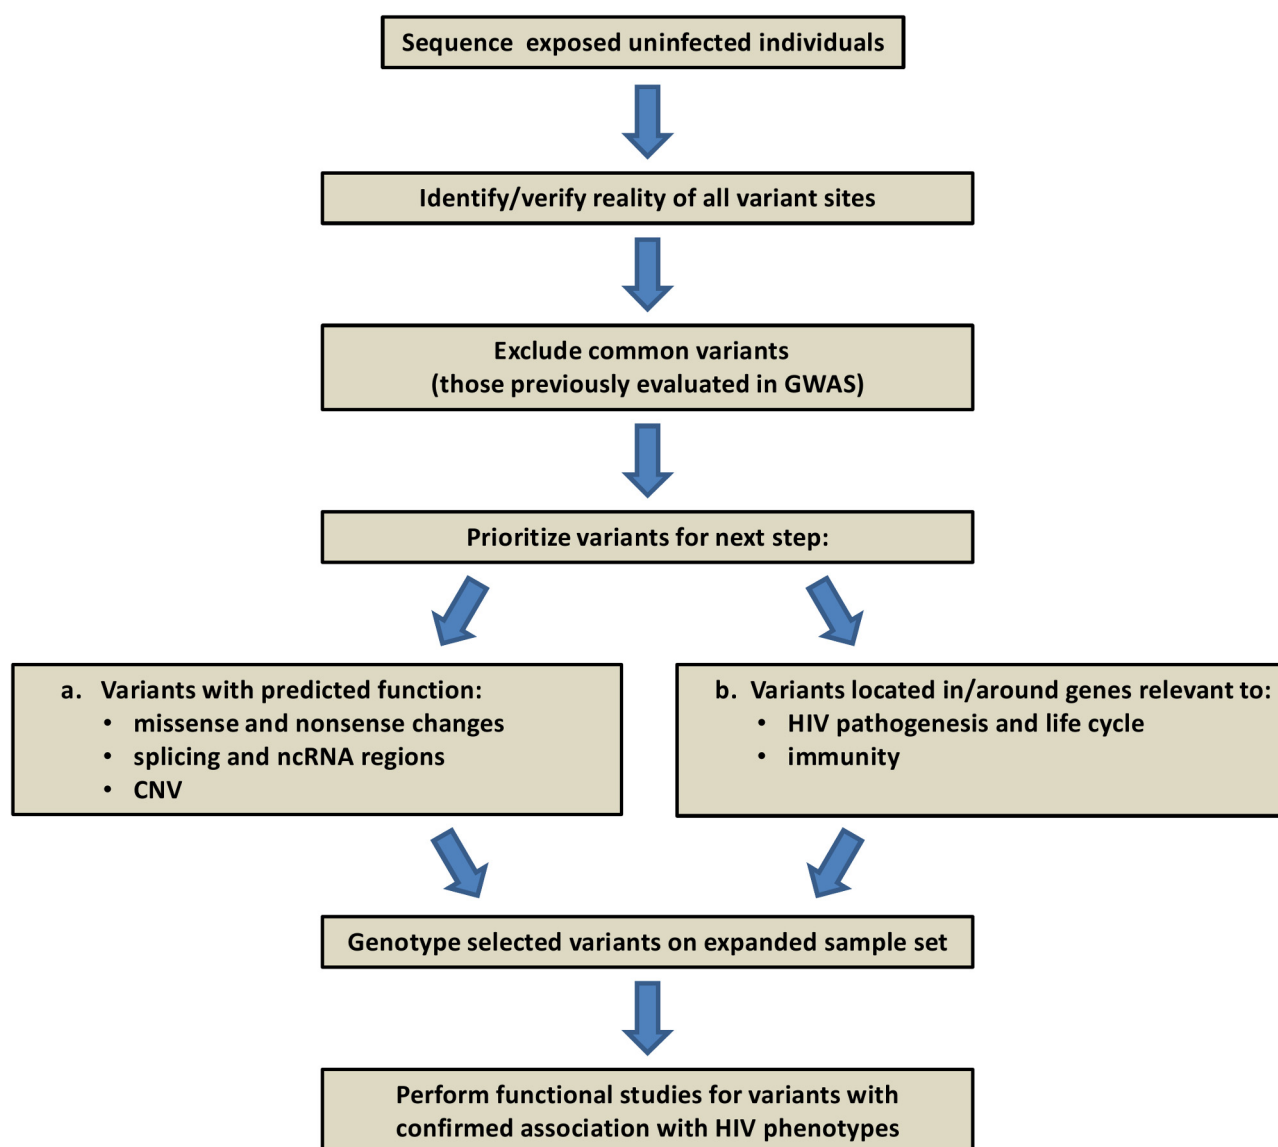 Sequence exposed uninfected individuals
Identify/verify reality of all variant sites
Exclude common variants
(those previously evaluated in GWAS)
Prioritize variants for next step:
a. Variants with predicted function:
• missense and nonsense changes
• splicing and ncRNA regions
• CNV
b. Variants located in/around genes relevant to:
• HIV pathogenesis and life cycle
• immunity
Genotype selected variants on expanded sample set
Perform functional studies for variants with
confirmed association with HIV phenotypes